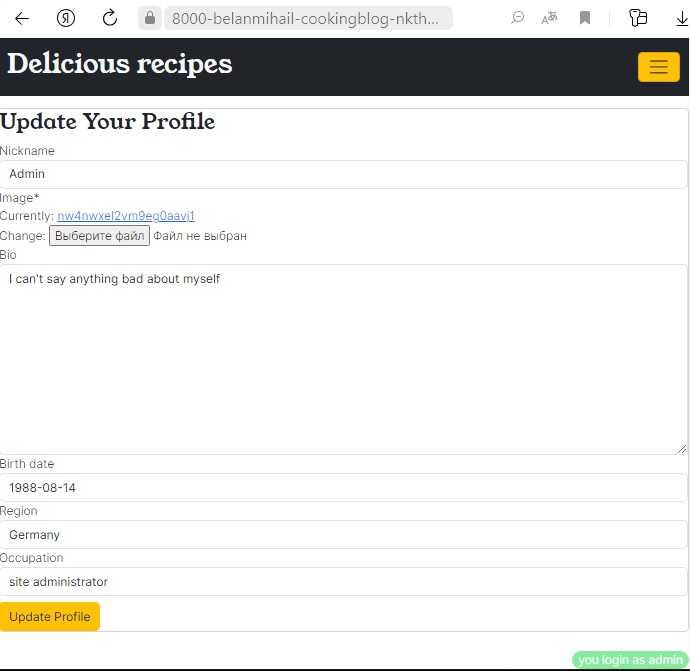 8000-belanmihail-cookingblog-nkth...
Delicious recipes
Update Your Profile
Nickname
Admin
Image*
Currently: nw4nwxel2vm9eg0aavj1
Change: Выберите файл Файл не выбран
Bio
I can't say anything bad about myself
Birth date
1988-08-14
Region
Germany
Occupation
site administrator
Update Profile
you login as admin